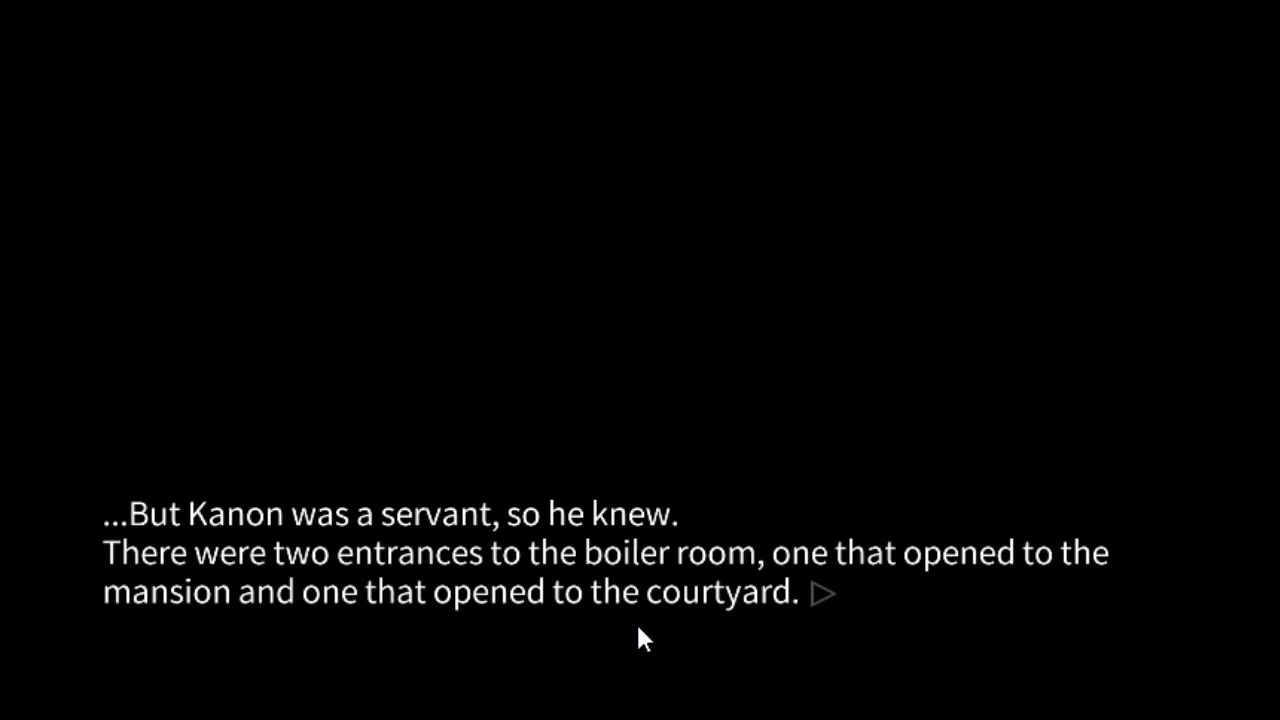 ...But Kanon was a servant, so he knew.
There were two entrances to the boiler room, one that opened to the
mansion and one that opened to the courtyard.